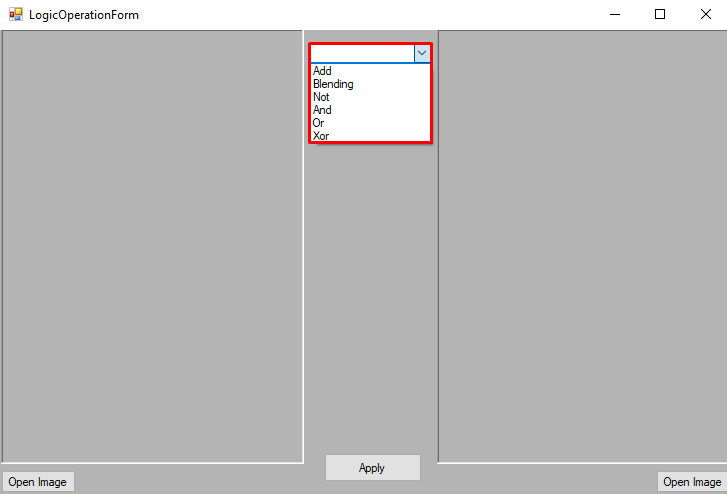 LogicOperationForm
Add
Blending
Not
And
Or
Xor
Apply
Open Image
Open Image